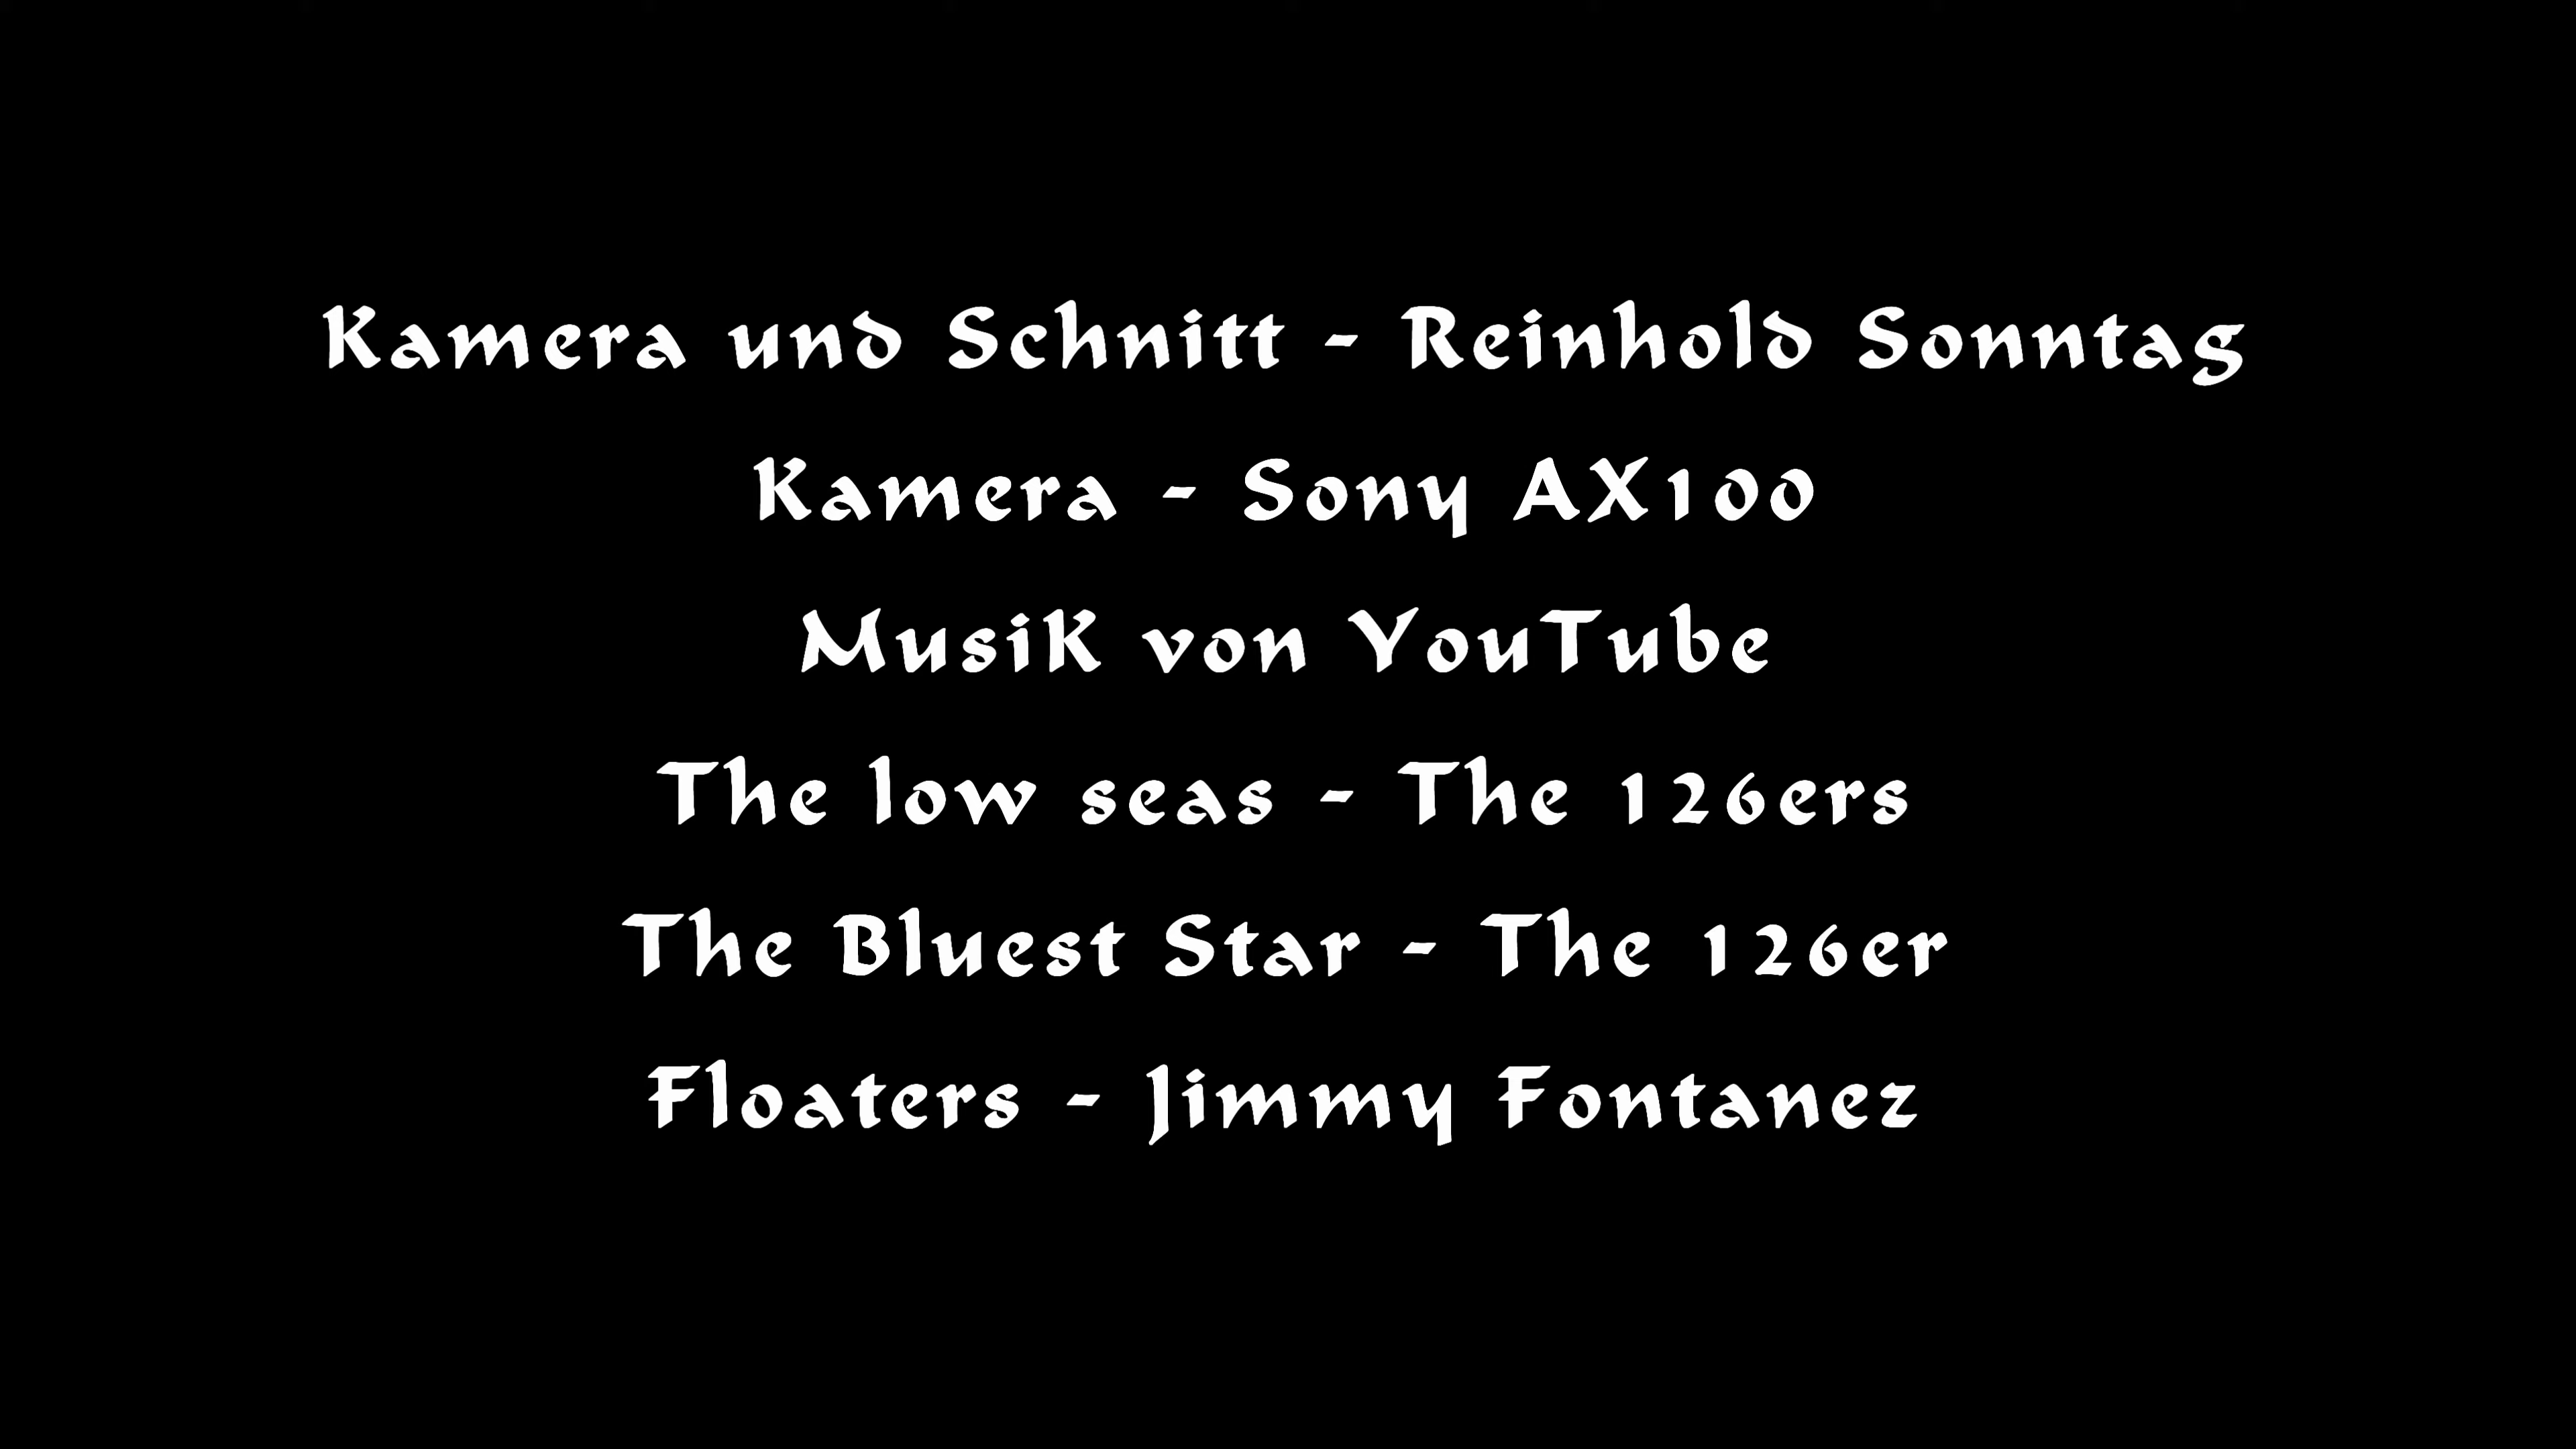 Kamera und Schnitt - Reinhold Sonntag
Kamera - Sony AX100
Musik von YouTube
The low seas - The 126ers
The Bluest Star - The 126er
Floaters - Jimmy Fontanez